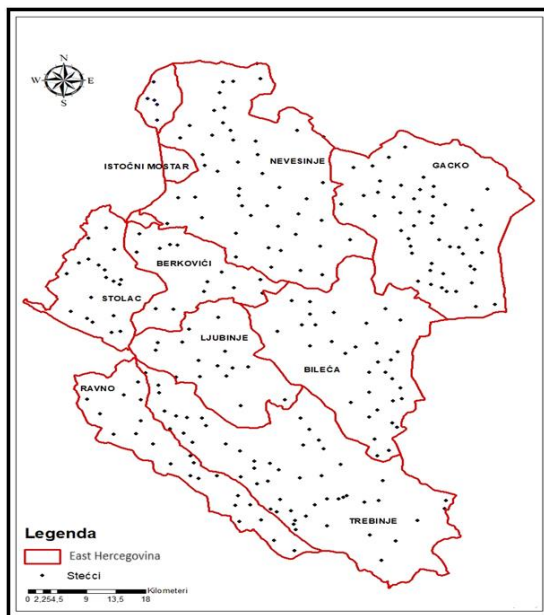 N
W E
S
ISTOČNI MOSTAR
NEVESINJE
GACKO
BERKOVIĆI
STOLAC
LJUBINJE
BILEĆA
RAVNO
TREBINJE
Legenda
East Hercegovina
Stećci
Kilometeri
0 2,254,5 9 13,5 18